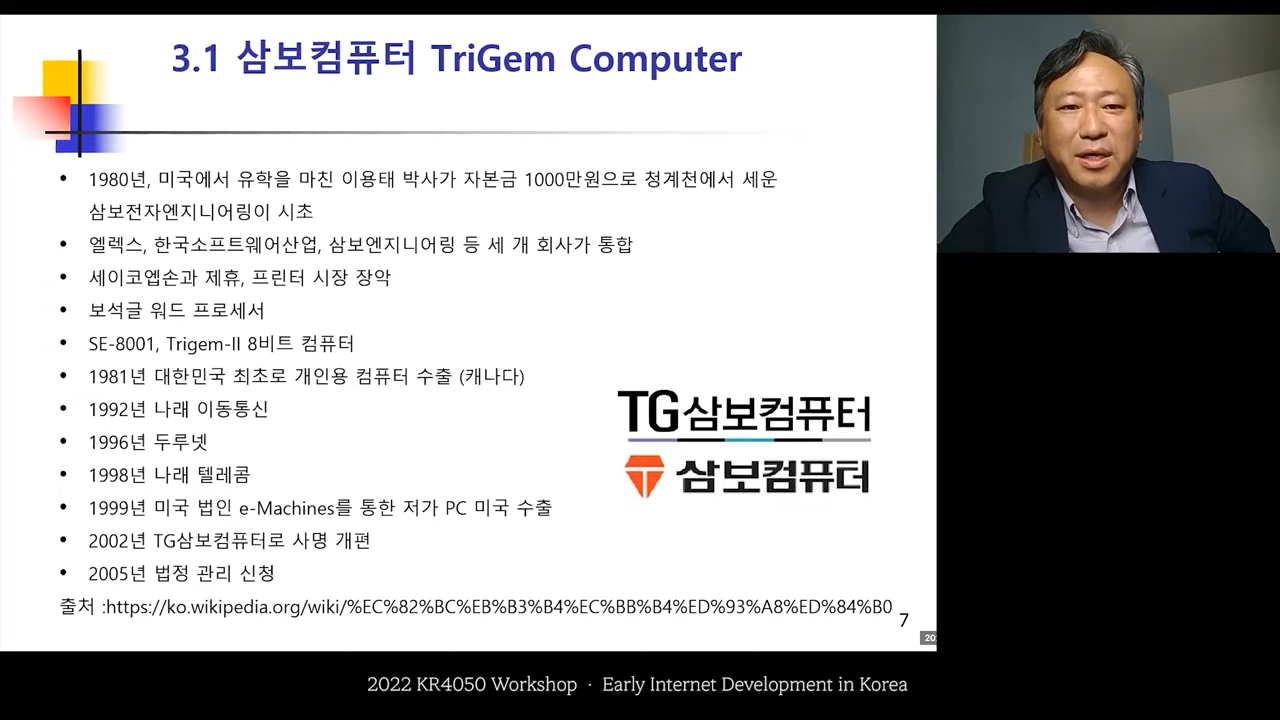 3.1 삼보컴퓨터 TriGem Computer
• 1980년, 미국에서 유학을 마친 이용태 박사가 자본금 1000만원으로 청계천에서 세운
삼보전자엔지니어링이 시초
• 엘렉스, 한국소프트웨어산업, 삼보엔지니어링 등 세 개 회사가 통합
• 세이코엡손과 제휴, 프린터 시장 장악
• 보석글 워드 프로세서
• SE-8001, Trigem-II 8비트 컴퓨터
• 1981년 대한민국 최초로 개인용 컴퓨터 수출 (캐나다)
• 1992년 나래 이동통신
• 1996년 두루넷
• 1998년 나래 텔레콤
• 1999년 미국 법인 e-Machines를 통한 저가 PC 미국 수출
• 2002년 TG삼보컴퓨터로 사명 개편
• 2005년 법정 관리 신청
TG삼보컴퓨터
삼보컴퓨터
출처 :https://ko.wikipedia.org/wiki/%EC%82%BC%EB%B3%B4%EC%BB%B4%ED%93%A8%ED%84%B0
7
2022 KR4050 Workshop · Early Internet Development in Korea